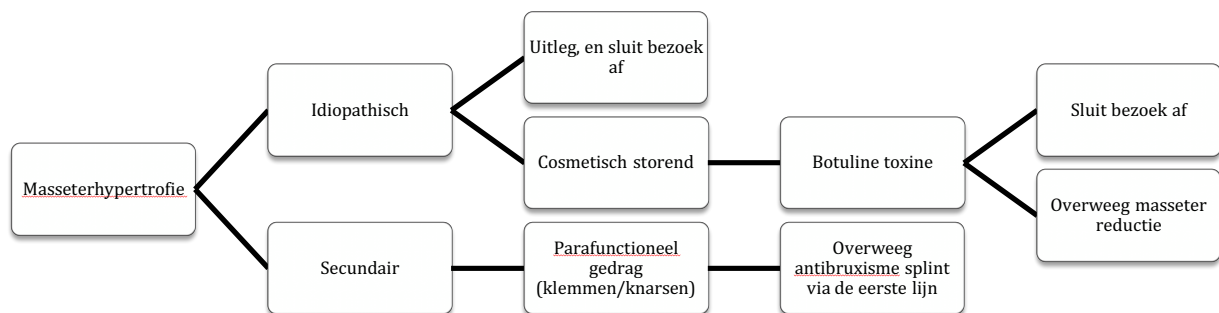 Masseterhypertrofie
Idiopathisch
Uitleg, en sluit bezoek
af
Cosmetisch storend
Botuline toxine
Sluit bezoek af
Overweeg masseter
reductie
Secundair
Parafunctioneel
gedrag
(klemmen/knarsen)
Overweeg
antibruxisme splint
via de eerste lijn